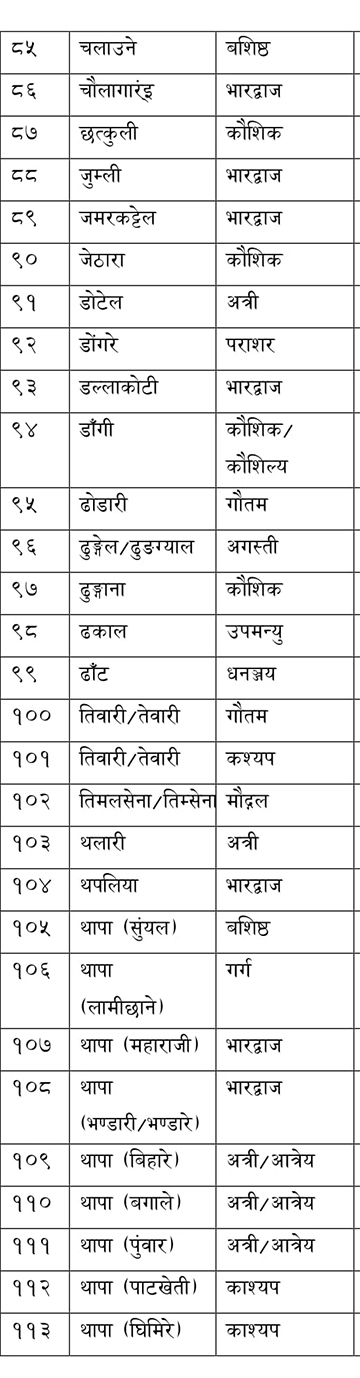 ८५ चलाउने बशिष्ठ
८६ चौलागारंइ भारद्वाज
८७ छत्कुली कौशिक
८८ जुम्ली भारद्वाज
८९ जमरकट्टेल भारद्वाज
९० जेठारा कौशिक
९१ डोटेल अत्री
९२ डोंगरे पराशर
९३ डल्लाकोटी भारद्वाज
९४ डाँगी कौशिक/
कौशिल्य
९५ ढोडारी गौतम
९६ ढुङ्गेल/ढुङग्याल अगस्ती
९७ ढुङ्गाना कौशिक
९८ ढकाल उपमन्यु
९९ ढाँट धनञ्जय
१०० तिवारी/तेवारी गौतम
१०१ तिवारी/तेवारी कश्यप
१०२ तिमलसेना/तिम्सेना मौद्गल
१०३ थलारी अत्री
१०४ थपलिया भारद्वाज
१०५ थापा (सुंयल) बशिष्ठ
१०६ थापा गर्ग
(लामीछाने)
१०७ थापा (महाराजी) भारद्वाज
१०८ थापा भारद्वाज
(भण्डारी/भण्डारे)
१०९ थापा (बिहारे) अत्री/आत्रेय
११० थापा (बगाले) अत्री/आत्रेय
१११ थापा (पुंवार) अत्री/आत्रेय
११२ थापा (पाटखेती) काश्यप
११३ थापा (घिमिरे) काश्यप